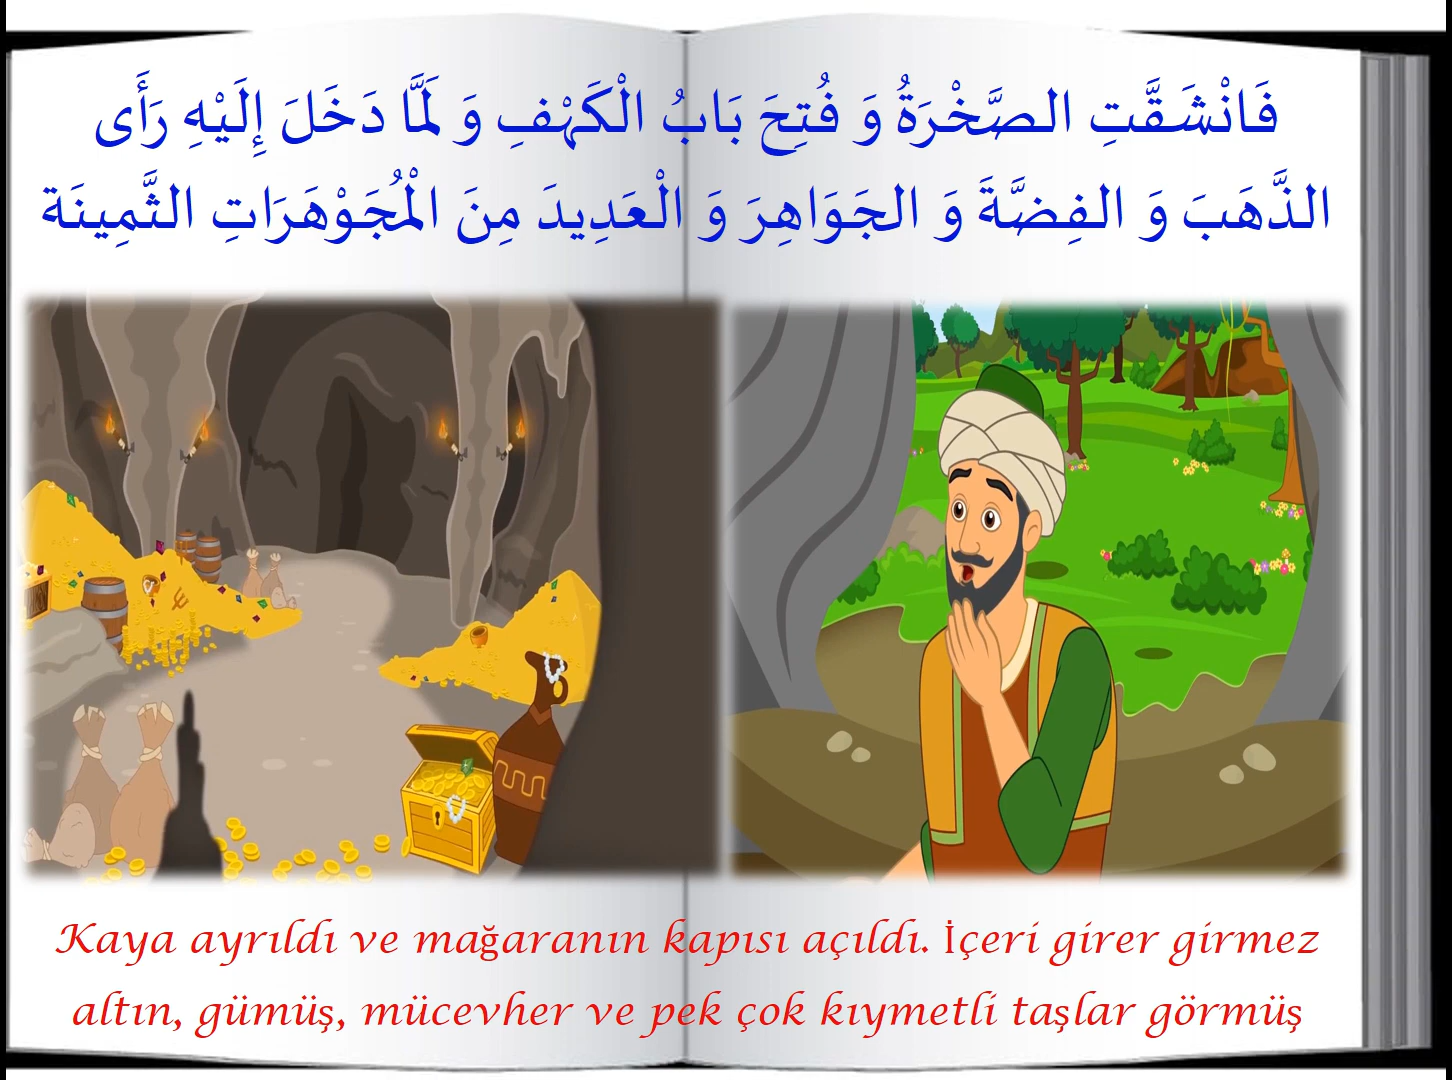 فَانْشَقَّتِ الصَّخْرَةُ وَ فُتِحَ بَابُ الْكَهْفِ وَ لَمَّا دَخَلَ إِلَيْهِ رَأَى
الذَّهَبَ وَ الفِضَّةَ وَ الجَوَاهِرَ وَ الْعَدِيدَ مِنَ الْمُجَوْهَرَاتِ الثَّمِينَة
Kaya ayrıldı ve mağaranın kapısı açıldı. İçeri girer girmez
altın, gümüş, mücevher ve pek çok kıymetli taşlar görmüş